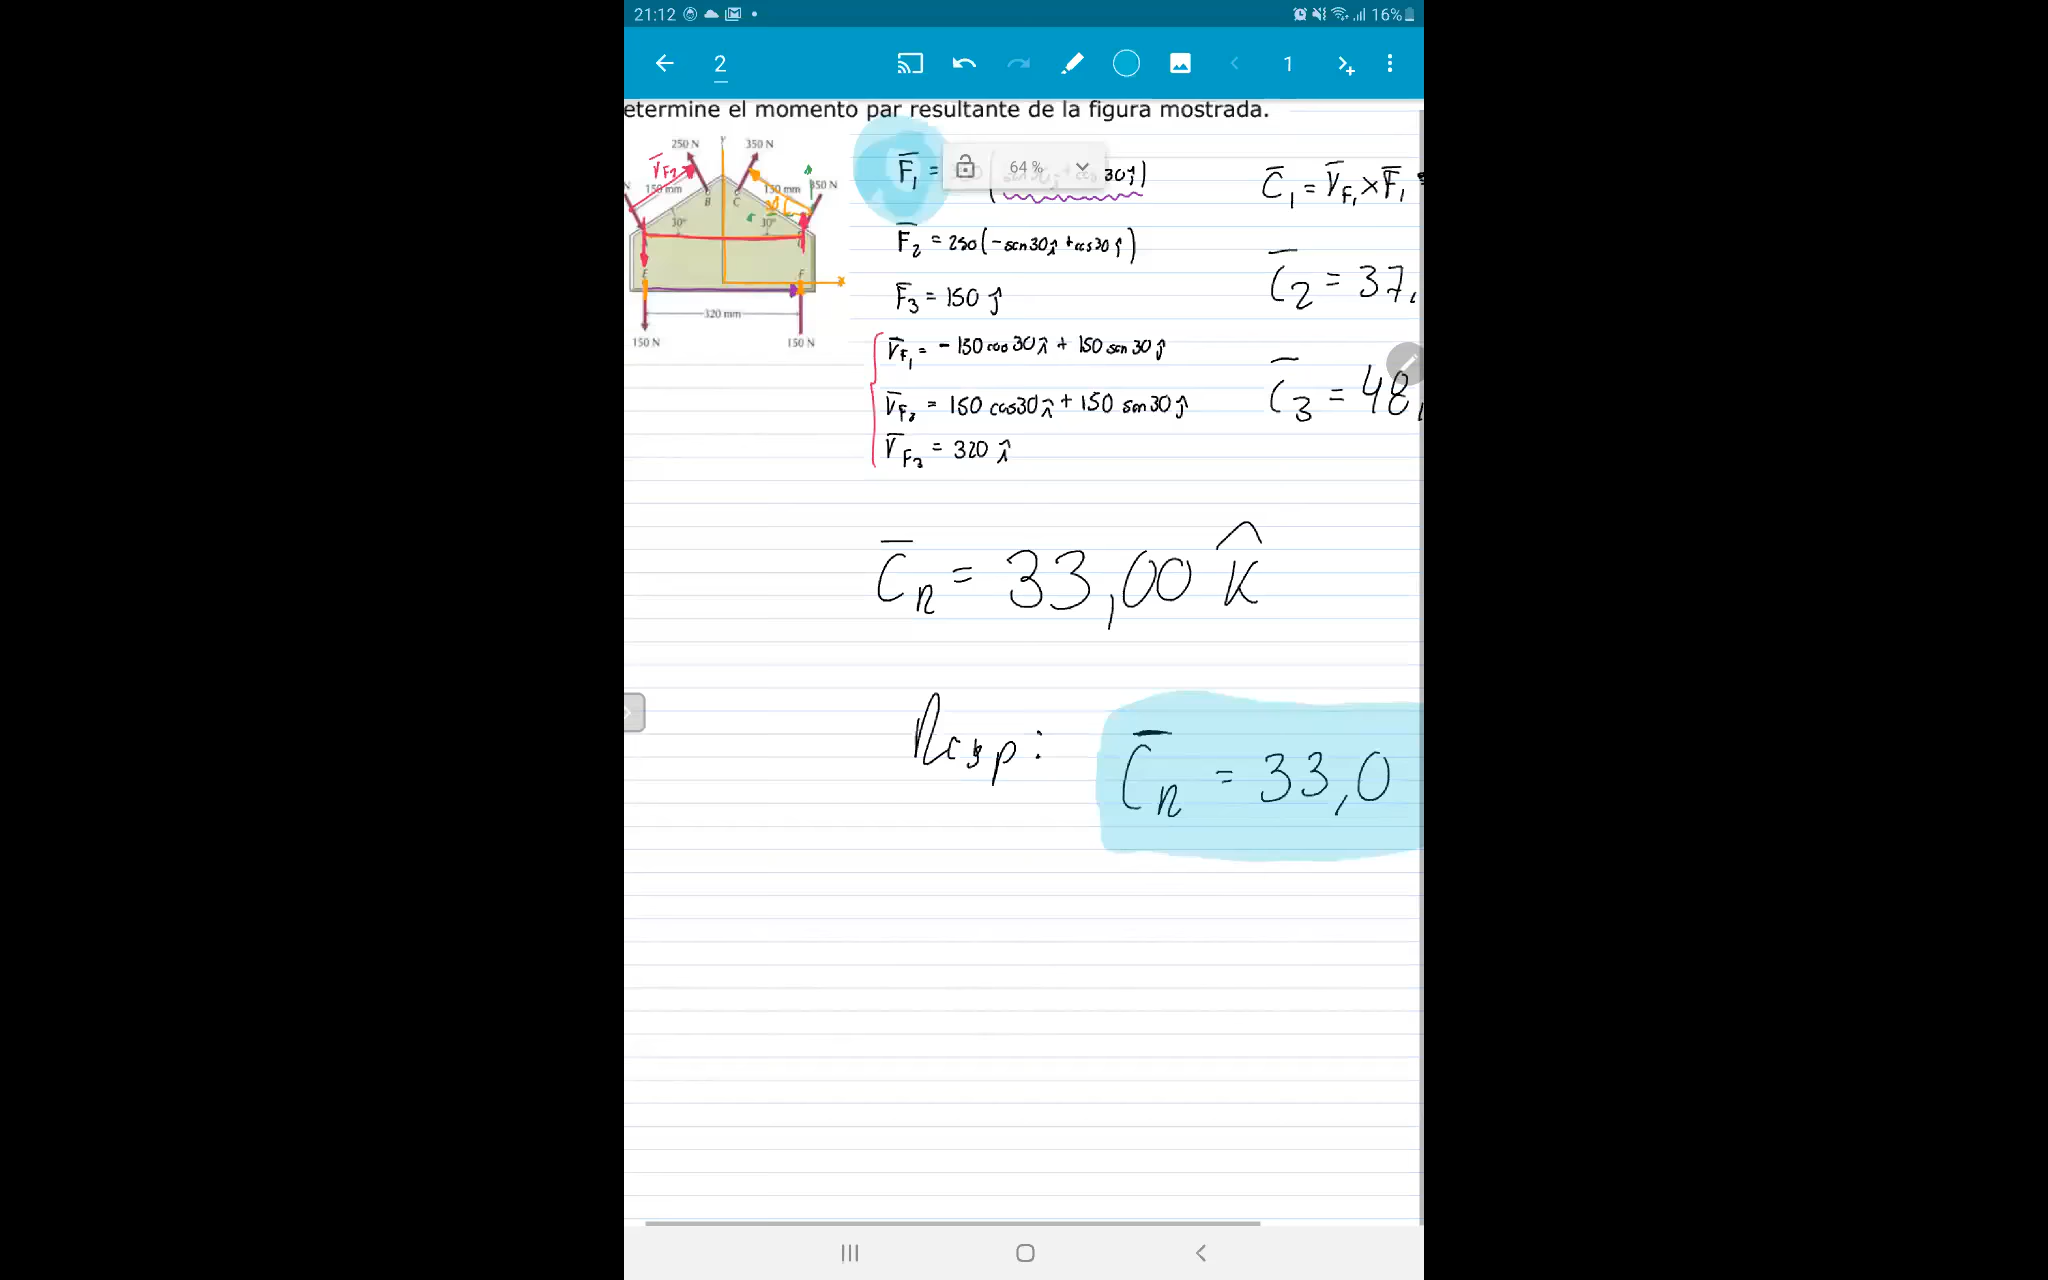 21:12
16%
2
1
etermine el momento par resultante de la figura mostrada.
250 N
y
350 N
V̅F₂
150 mm
150 mm
350 N
B
C
30°
30°
E
F
x
320 mm
150 N
150 N
F̅₁ =
64 %
30ĵ)
F̅₂ = 250(-sen30î + cos30ĵ)
F̅₃ = 150 ĵ
V̅F₁ = - 150 cos 30 î + 150 sen 30 ĵ
V̅F₂ = 150 cos30 î + 150 sen30 ĵ
V̅F₃ = 320 î
C̅₁ = V̅F₁ × F̅₁
C̅₂ = 37,
C̅₃ = 48,
C̅R = 33,00 k̂
Resp:
C̅R = 33,0